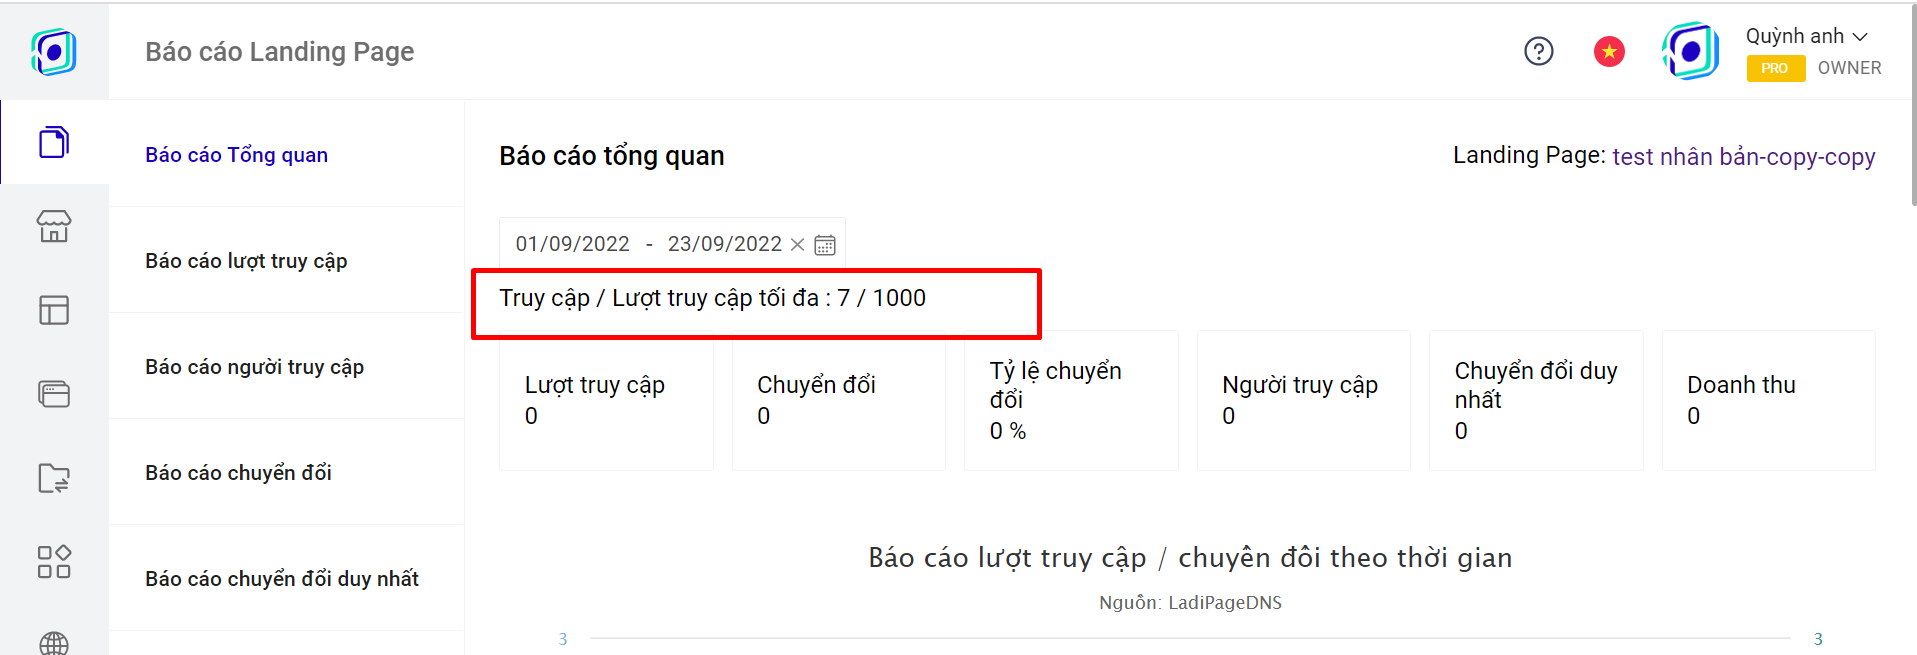 Báo cáo Landing Page
Quỳnh anh
PRO OWNER
Báo cáo Tổng quan
Báo cáo lượt truy cập
Báo cáo người truy cập
Báo cáo chuyển đổi
Báo cáo chuyển đổi duy nhất
Báo cáo tổng quan
Landing Page: test nhân bản-copy-copy
01/09/2022 - 23/09/2022
Truy cập / Lượt truy cập tối đa : 7 / 1000
Lượt truy cập
0
Chuyển đổi
0
Tỷ lệ chuyển
đổi
0 %
Người truy cập
0
Chuyển đổi duy
nhất
0
Doanh thu
0
Báo cáo lượt truy cập / chuyển đổi theo thời gian
Nguồn: LadiPageDNS
3 3